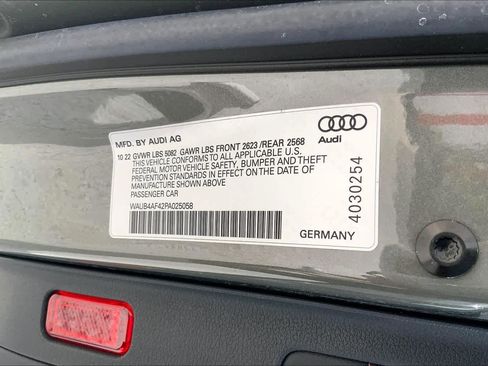 MFD. BY AUDI AG
10 22 GVWR LBS 5082 GAWR LBS FRONT 2623 /REAR 2568
THIS VEHICLE CONFORMS TO ALL APPLICABLE U.S.
FEDERAL MOTOR VEHICLE SAFETY, BUMPER AND THEFT
PREVENTION STANDARDS IN EFFECT ON THE DATE OF
MANUFACTURE SHOWN ABOVE
PASSENGER CAR
WAUB4AF42PA025058
Audi
4030254
GERMANY